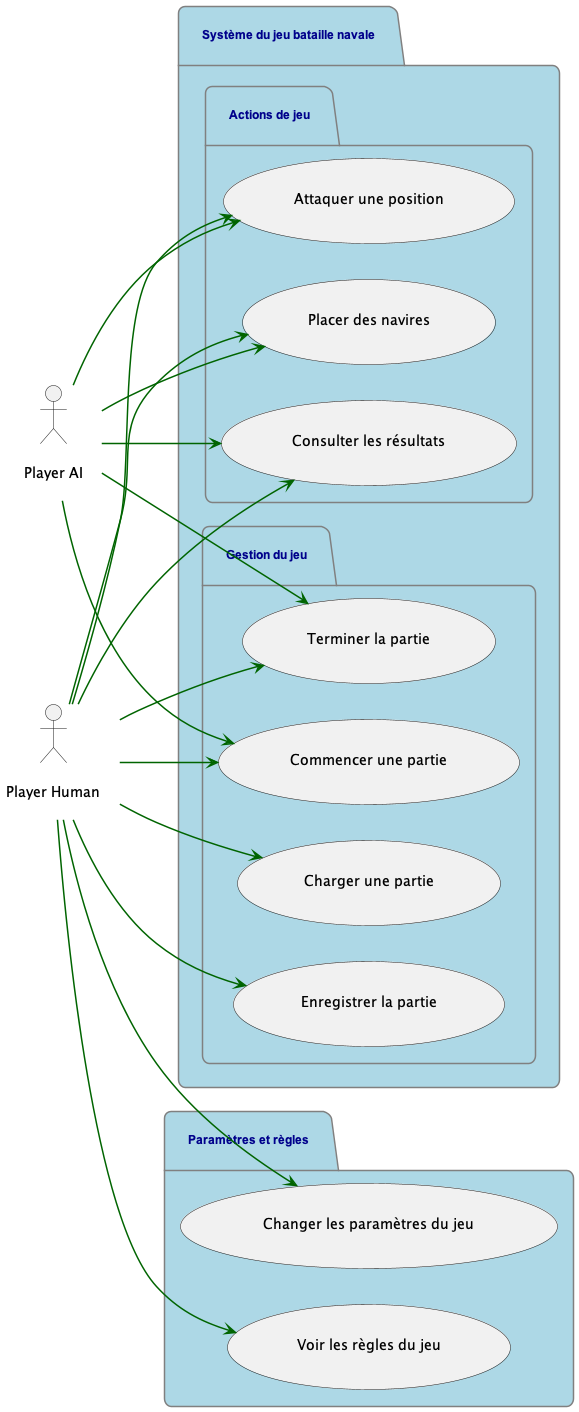 Système du jeu bataille navale
Actions de jeu
Attaquer une position
Placer des navires
Consulter les résultats
Player AI
Gestion du jeu
Terminer la partie
Commencer une partie
Player Human
Charger une partie
Enregistrer la partie
Paramètres et règles
Changer les paramètres du jeu
Voir les règles du jeu